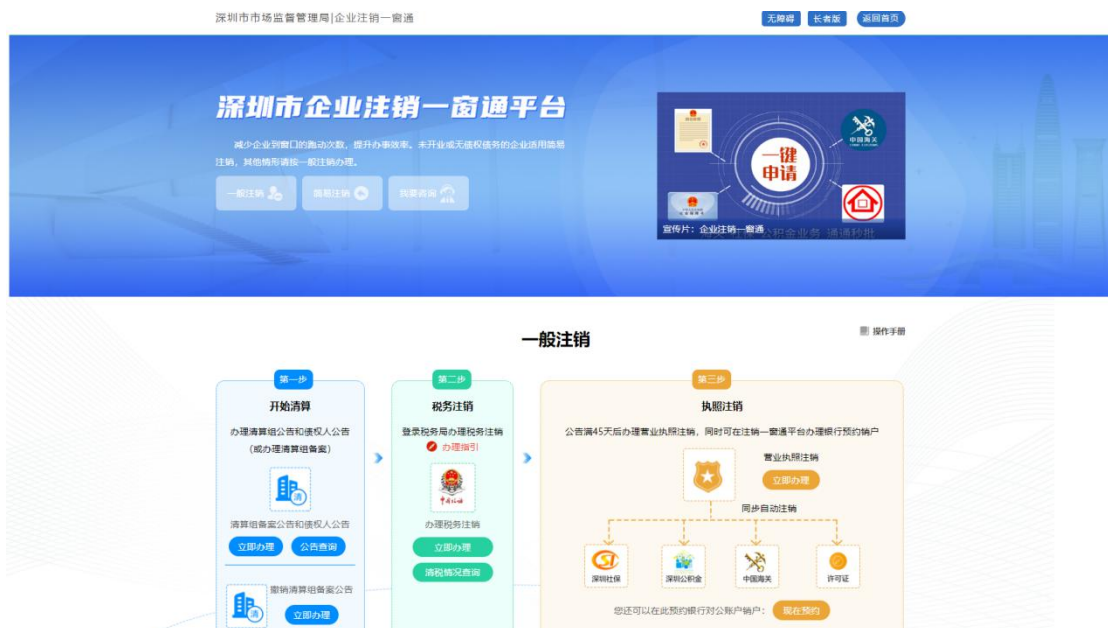 深圳市市场监督管理局|企业注销一窗通
无障碍 长者版 返回首页
深圳市企业注销一窗通平台
减少企业到窗口的跑动次数，提升办事效率。未开业或无债权债务的企业适用简易
注销，其他情形请按一般注销办理。
一般注销 简易注销 我要咨询
中国海关
一键
申请
宣传片：企业注销一窗通
公积金业务 通通秒批
一般注销
操作手册
第一步
开始清算
办理清算组公告和债权人公告
（或办理清算组备案）
清
清算组备案公告和债权人公告
立即办理 公告查询
撤销清算组备案公告
清
立即办理
第二步
税务注销
登录税务局办理税务注销
办理指引
中国税务
办理税务注销
立即办理
清税情况查询
第三步
执照注销
公告满45天后办理营业执照注销，同时可在注销一窗通平台办理银行预约销户
营业执照注销
立即办理
同步自动注销
深圳社保 深圳公积金 中国海关 许可证
您还可以在此预约银行对公账户销户： 现在预约